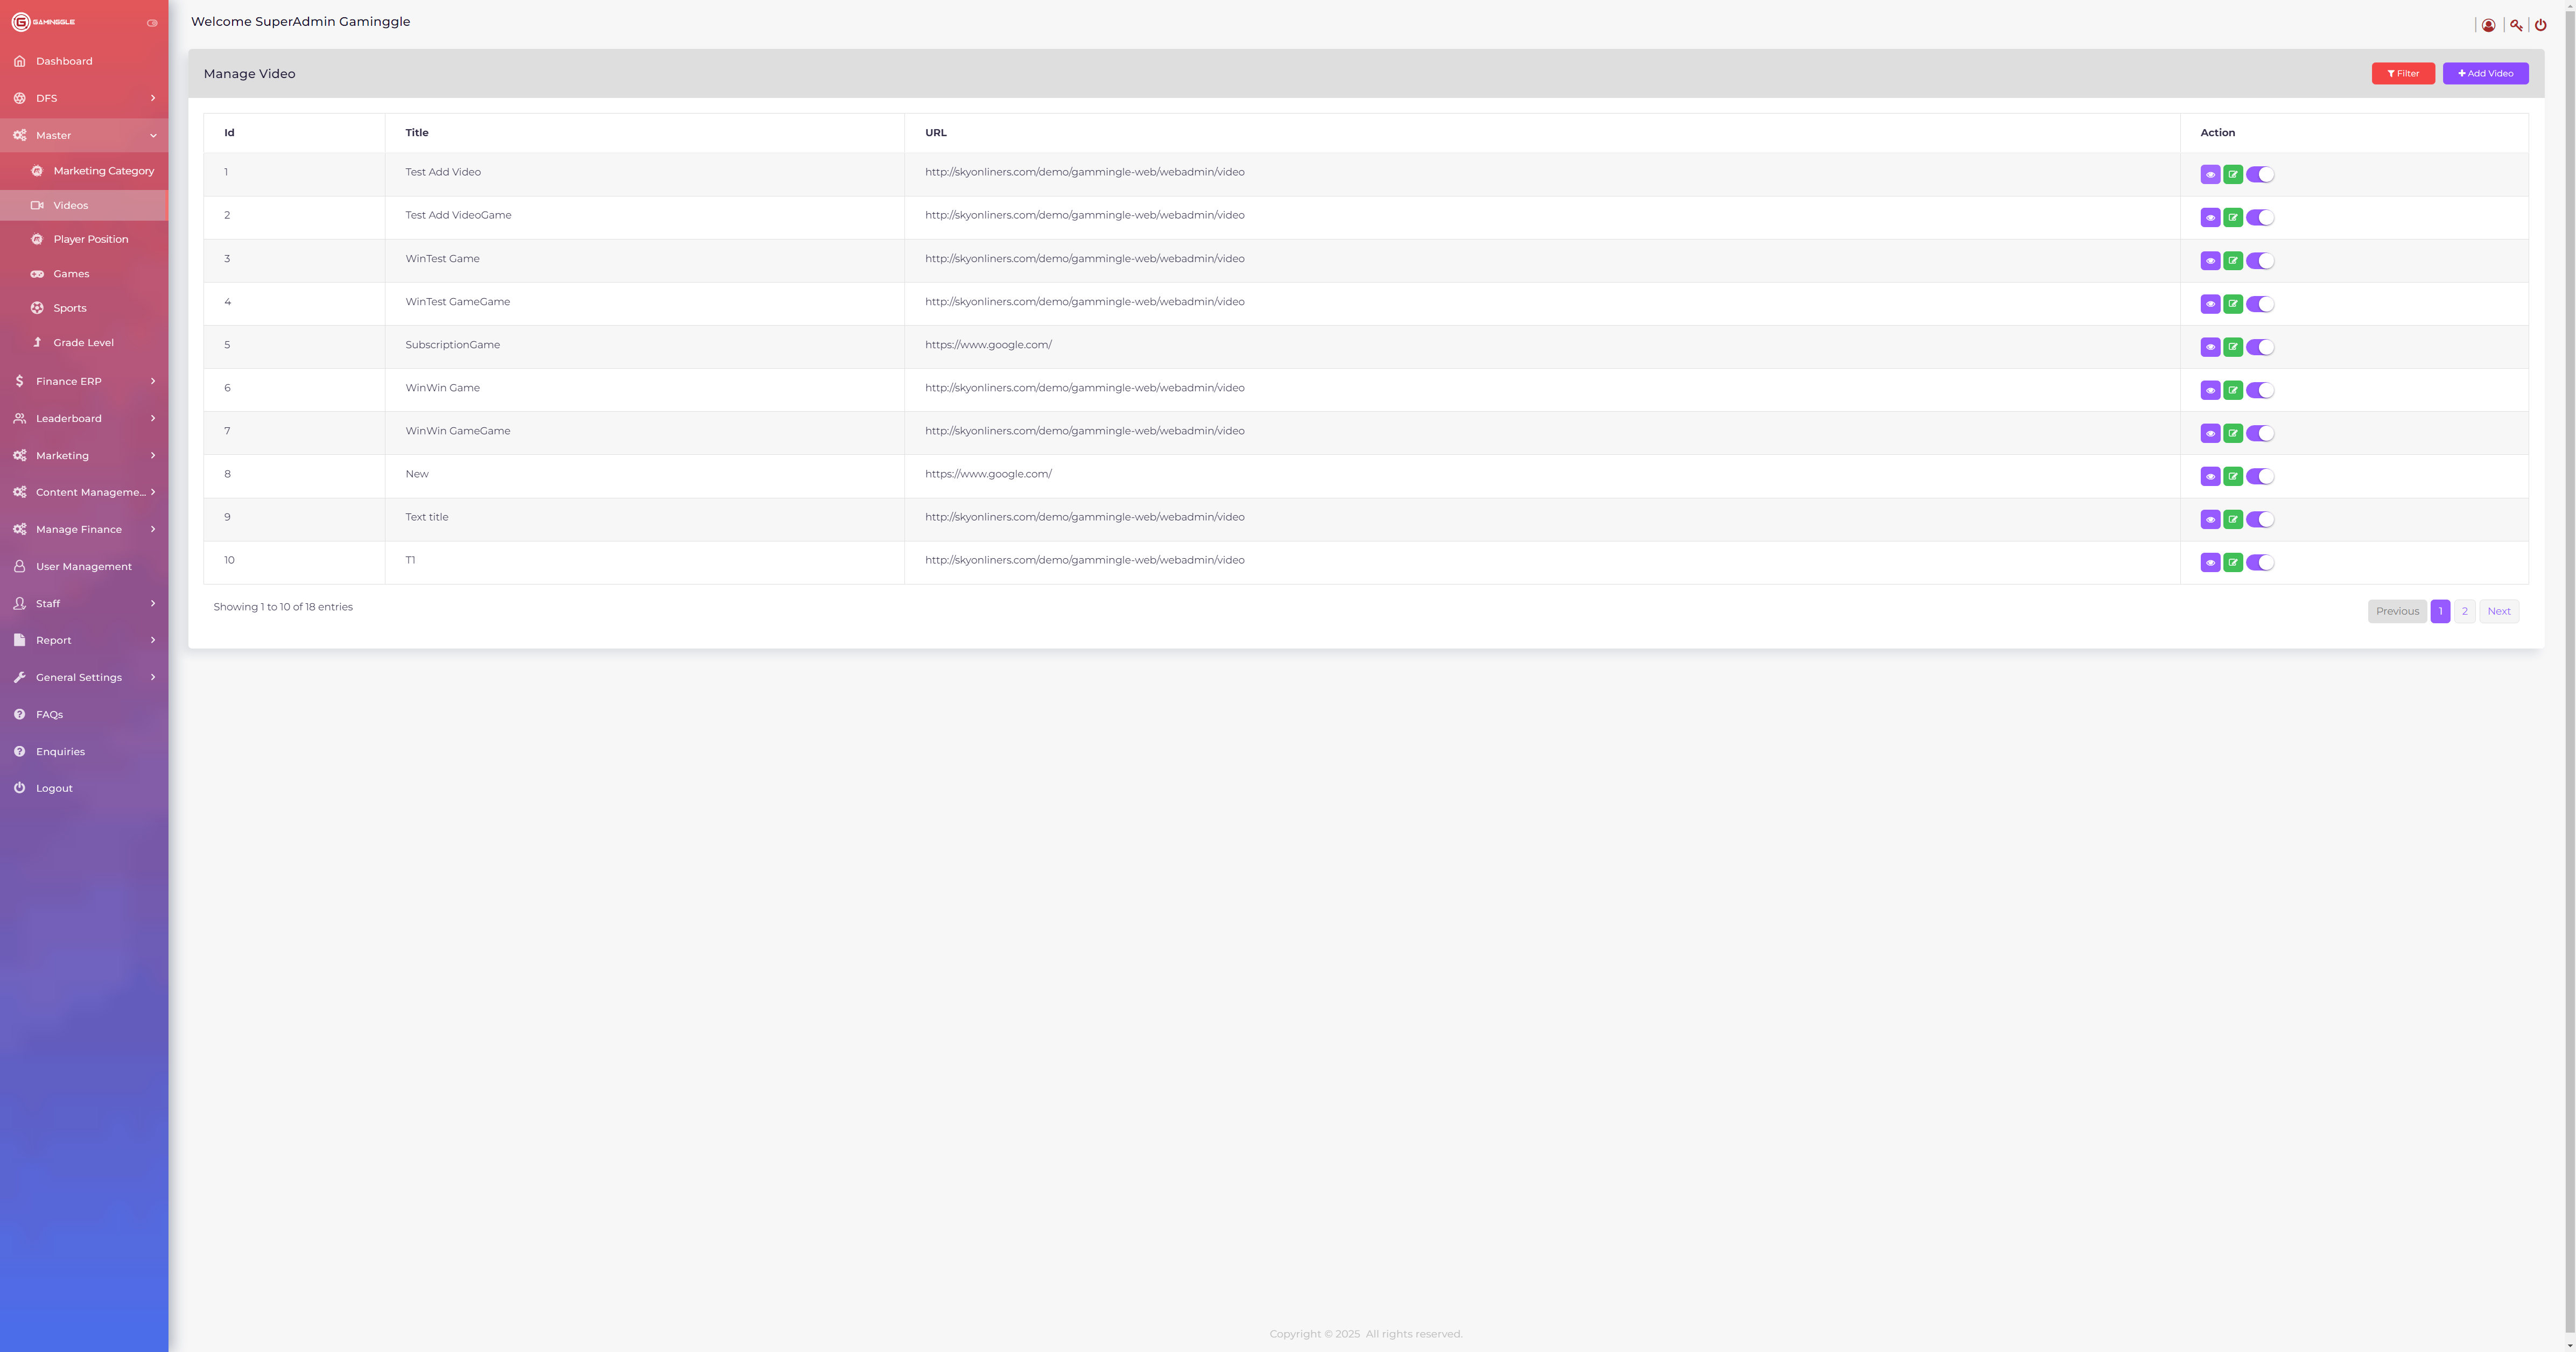 GAMINGGLE
Welcome SuperAdmin Gaminggle
Dashboard
DFS
Master
Marketing Category
Videos
Player Position
Games
Sports
Grade Level
Finance ERP
Leaderboard
Marketing
Content Manageme...
Manage Finance
User Management
Staff
Report
General Settings
FAQs
Enquiries
Logout
Manage Video
Filter
Add Video
Id Title URL Action
1 Test Add Video http://skyonliners.com/demo/gammingle-web/webadmin/video
2 Test Add VideoGame http://skyonliners.com/demo/gammingle-web/webadmin/video
3 WinTest Game http://skyonliners.com/demo/gammingle-web/webadmin/video
4 WinTest GameGame http://skyonliners.com/demo/gammingle-web/webadmin/video
5 SubscriptionGame https://www.google.com/
6 WinWin Game http://skyonliners.com/demo/gammingle-web/webadmin/video
7 WinWin GameGame http://skyonliners.com/demo/gammingle-web/webadmin/video
8 New https://www.google.com/
9 Text title http://skyonliners.com/demo/gammingle-web/webadmin/video
10 T1 http://skyonliners.com/demo/gammingle-web/webadmin/video
Showing 1 to 10 of 18 entries
Previous 1 2 Next
Copyright © 2025 All rights reserved.